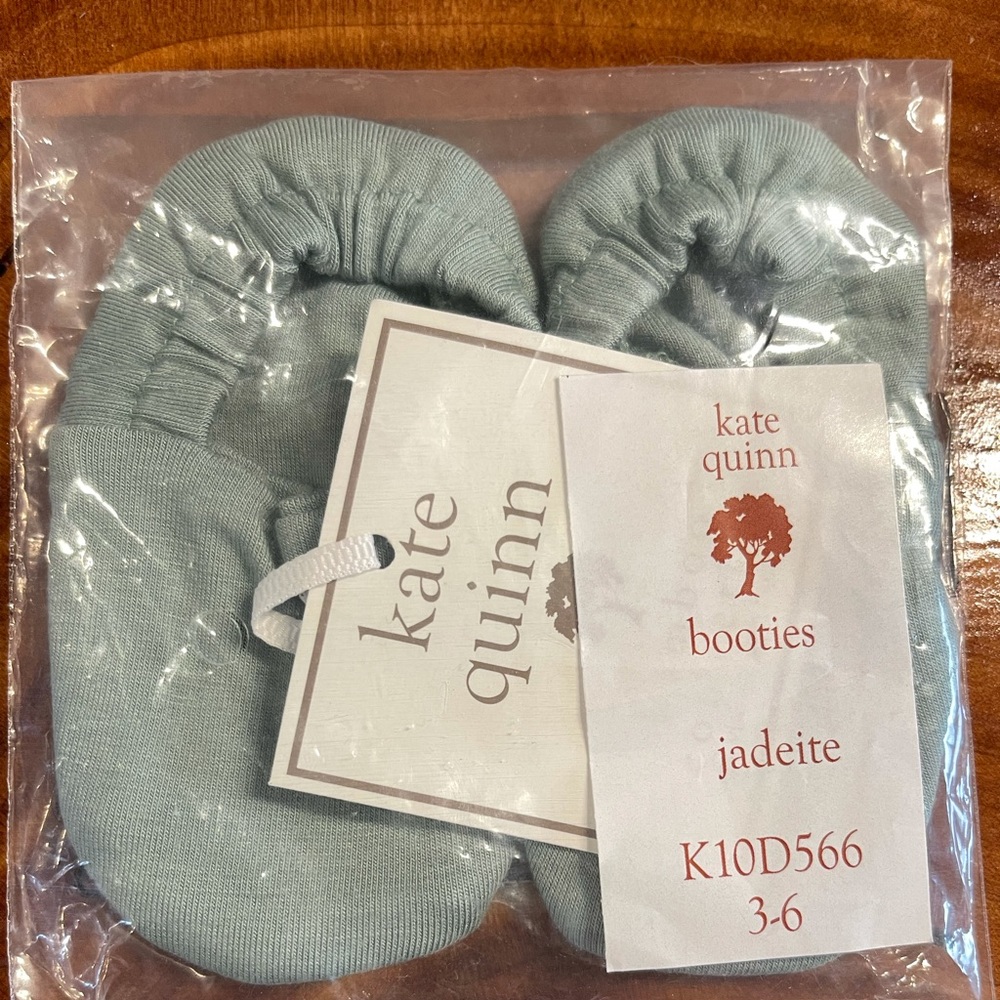 kate
quinn
kate
quinn
booties
jadeite
K10D566
3-6